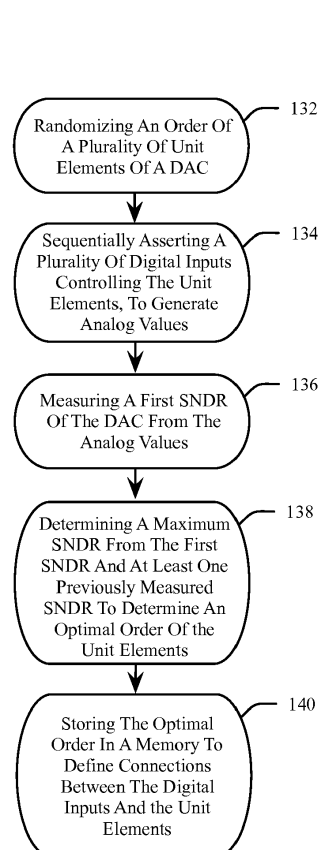 132
Randomizing An Order Of
A Plurality Of Unit
Elements Of A DAC
134
Sequentially Asserting A
Plurality Of Digital Inputs
Controlling The Unit
Elements, To Generate
Analog Values
136
Measuring A First SNDR
Of The DAC From The
Analog Values
138
Determining A Maximum
SNDR From The First
SNDR And At Least One
Previously Measured
SNDR To Determine An
Optimal Order Of the
Unit Elements
140
Storing The Optimal
Order In A Memory To
Define Connections
Between The Digital
Inputs And the Unit
Elements